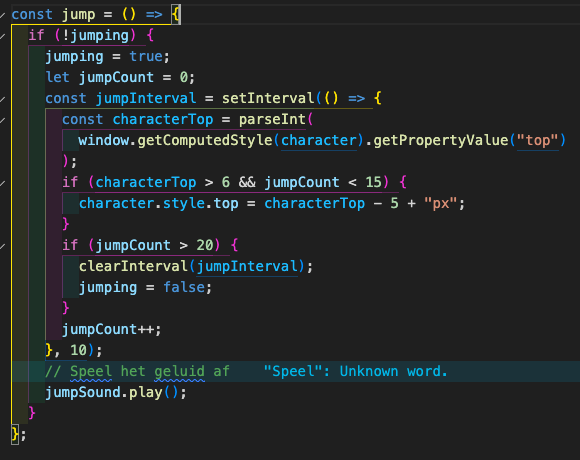 const jump = () => {
if (!jumping) {
jumping = true;
let jumpCount = 0;
const jumpInterval = setInterval(() => {
const characterTop = parseInt(
window.getComputedStyle(character).getPropertyValue("top")
);
if (characterTop > 6 && jumpCount < 15) {
character.style.top = characterTop - 5 + "px";
}
if (jumpCount > 20) {
clearInterval(jumpInterval);
jumping = false;
}
jumpCount++;
}, 10);
// Speel het geluid af "Speel": Unknown word.
jumpSound.play();
}
};